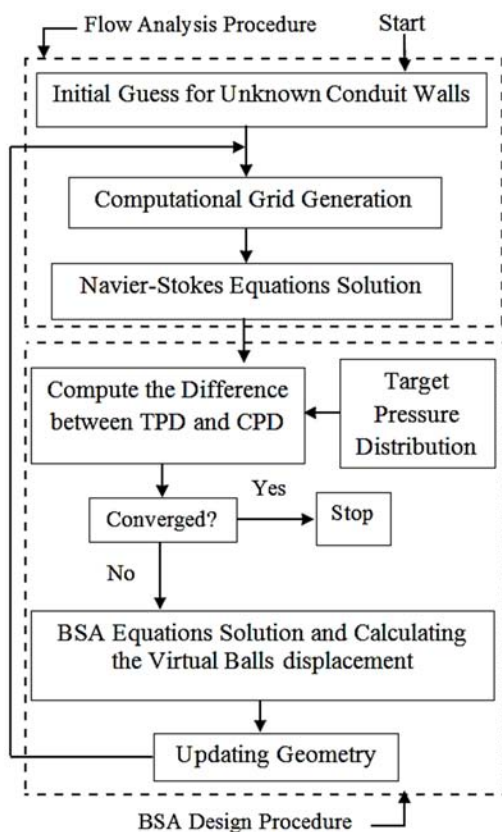 Flow Analysis Procedure
Start
Initial Guess for Unknown Conduit Walls
Computational Grid Generation
Navier-Stokes Equations Solution
Compute the Difference
between TPD and CPD
Target
Pressure
Distribution
Converged?
Yes
Stop
No
BSA Equations Solution and Calculating
the Virtual Balls displacement
Updating Geometry
BSA Design Procedure